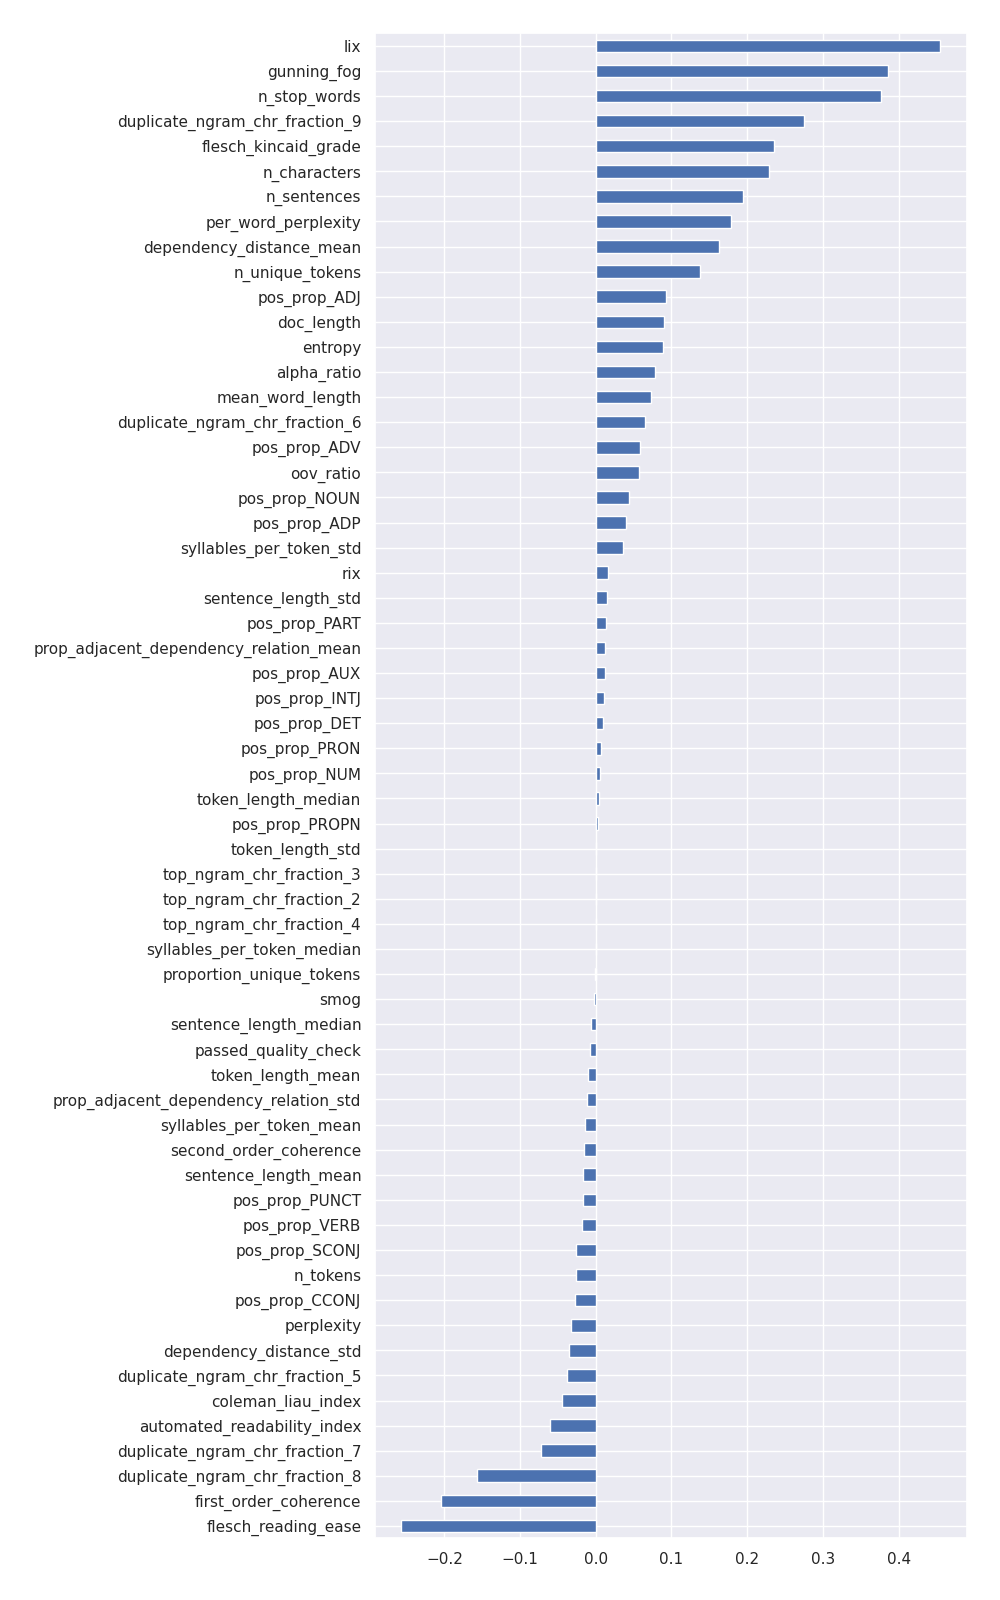 lix
gunning_fog
n_stop_words
duplicate_ngram_chr_fraction_9
flesch_kincaid_grade
n_characters
n_sentences
per_word_perplexity
dependency_distance_mean
n_unique_tokens
pos_prop_ADJ
doc_length
entropy
alpha_ratio
mean_word_length
duplicate_ngram_chr_fraction_6
pos_prop_ADV
oov_ratio
pos_prop_NOUN
pos_prop_ADP
syllables_per_token_std
rix
sentence_length_std
pos_prop_PART
prop_adjacent_dependency_relation_mean
pos_prop_AUX
pos_prop_INTJ
pos_prop_DET
pos_prop_PRON
pos_prop_NUM
token_length_median
pos_prop_PROPN
token_length_std
top_ngram_chr_fraction_3
top_ngram_chr_fraction_2
top_ngram_chr_fraction_4
syllables_per_token_median
proportion_unique_tokens
smog
sentence_length_median
passed_quality_check
token_length_mean
prop_adjacent_dependency_relation_std
syllables_per_token_mean
second_order_coherence
sentence_length_mean
pos_prop_PUNCT
pos_prop_VERB
pos_prop_SCONJ
n_tokens
pos_prop_CCONJ
perplexity
dependency_distance_std
duplicate_ngram_chr_fraction_5
coleman_liau_index
automated_readability_index
duplicate_ngram_chr_fraction_7
duplicate_ngram_chr_fraction_8
first_order_coherence
flesch_reading_ease
−0.2 −0.1 0.0 0.1 0.2 0.3 0.4